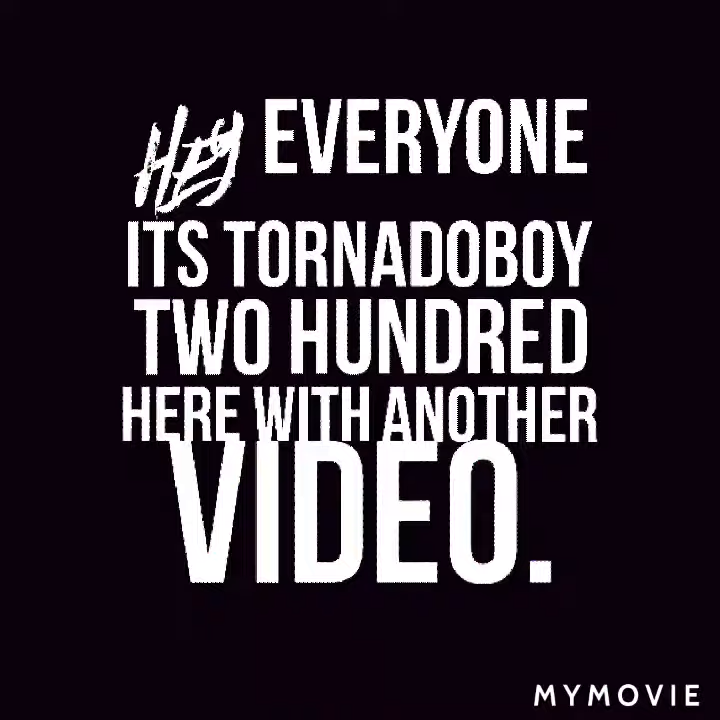 Hey EVERYONE
ITS TORNADOBOY
TWO HUNDRED
HERE WITH ANOTHER
VIDEO.
MYMOVIE